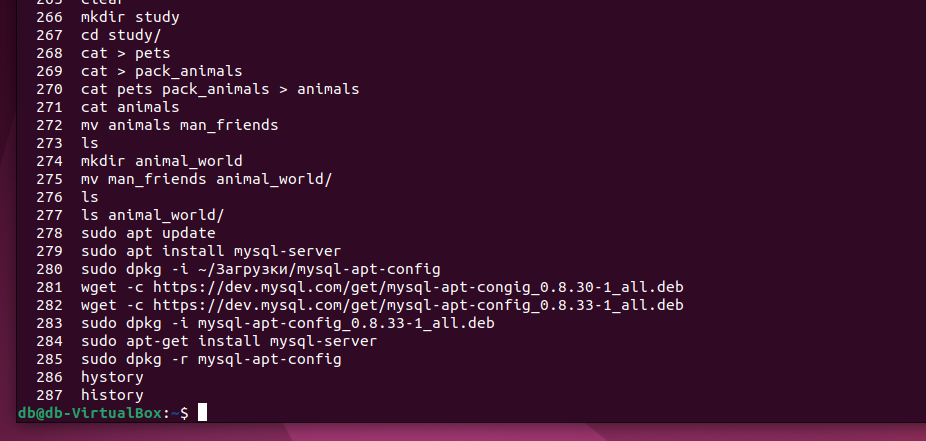 265 clear
266 mkdir study
267 cd study/
268 cat > pets
269 cat > pack_animals
270 cat pets pack_animals > animals
271 cat animals
272 mv animals man_friends
273 ls
274 mkdir animal_world
275 mv man_friends animal_world/
276 ls
277 ls animal_world/
278 sudo apt update
279 sudo apt install mysql-server
280 sudo dpkg -i ~/Загрузки/mysql-apt-config
281 wget -c https://dev.mysql.com/get/mysql-apt-congig_0.8.30-1_all.deb
282 wget -c https://dev.mysql.com/get/mysql-apt-config_0.8.33-1_all.deb
283 sudo dpkg -i mysql-apt-config_0.8.33-1_all.deb
284 sudo apt-get install mysql-server
285 sudo dpkg -r mysql-apt-config
286 hystory
287 history
db@db-VirtualBox:~$